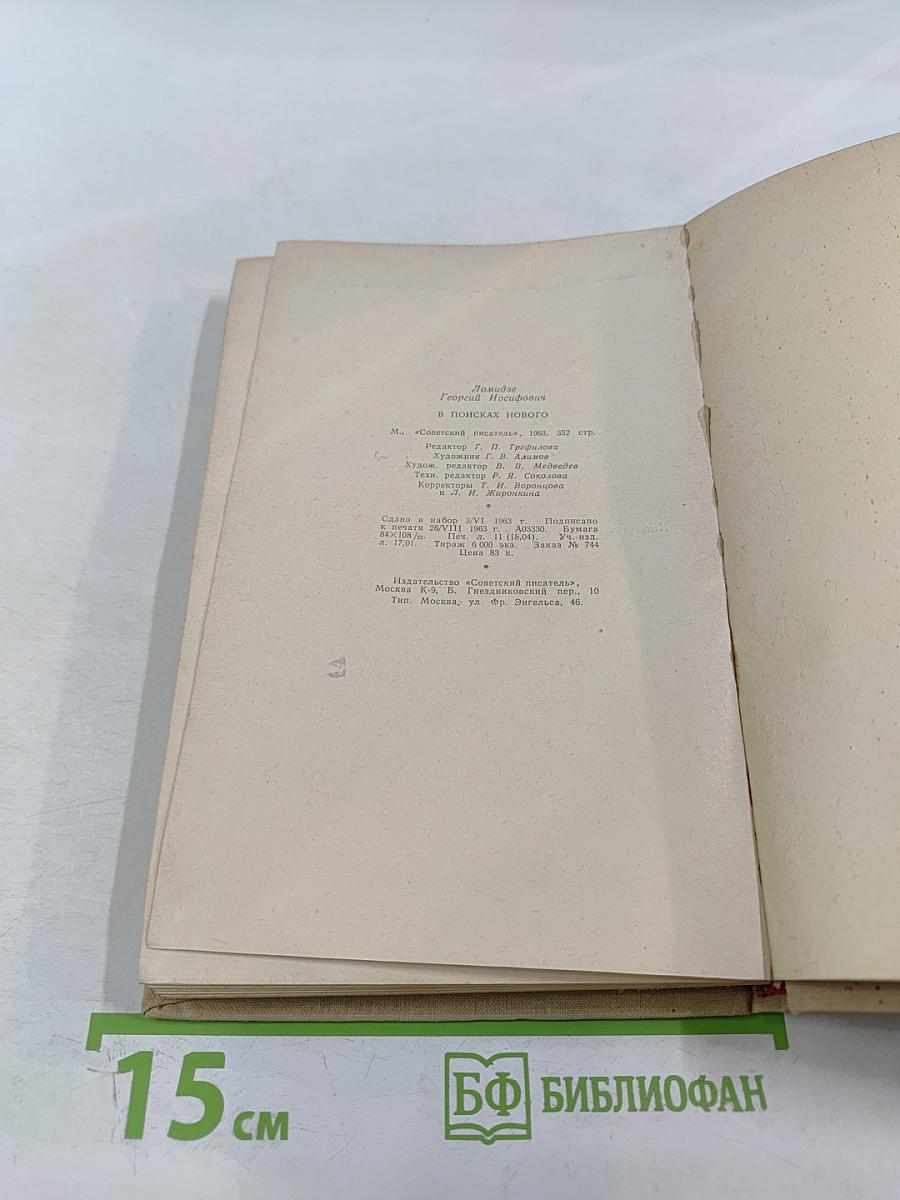 Ломидзе
Георгий Иосифович
В ПОИСКАХ НОВОГО
М., «Советский писатель», 1963, 352 стр.
Редактор Г. П. Трефилова
Художник Г. В. Алимов
Худож. редактор В. В. Медведев
Техн. редактор Р. Я. Соколова
Корректоры Т. И. Воронцова
и Л. И. Жиронкина
*
Сдано в набор 3/VI 1963 г. Подписано
к печати 26/VIII 1963 г. А03330. Бумага
84×108/32. Печ. л. 11 (18,04). Уч.-изд.
л. 17,01. Тираж 6 000 экз. Заказ № 744
Цена 83 к.
*
Издательство «Советский писатель»,
Москва К-9, Б. Гнездниковский пер., 10
Тип. Москва, ул. Фр. Энгельса, 46.
15 см
БФ БИБЛИОФАН